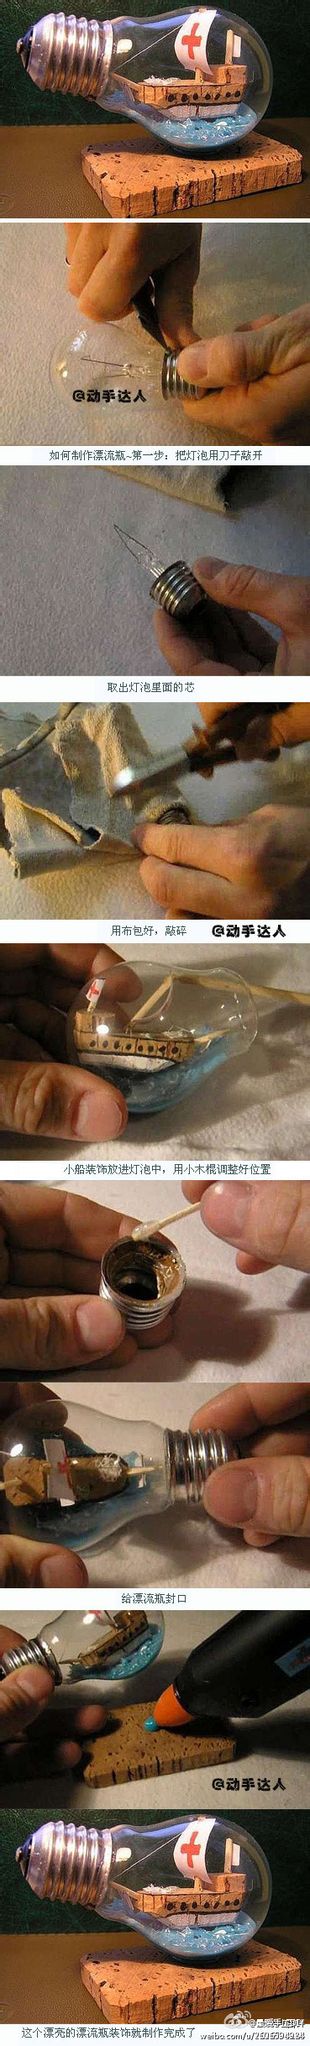 @动手达人
如何制作漂流瓶~第一步：把灯泡用刀子敲开
取出灯泡里面的芯
用布包好，敲碎
@动手达人
小船装饰放进灯泡中，用小木棍调整好位置
给漂流瓶封口
@动手达人
这个漂亮的漂流瓶装饰就制作完成了